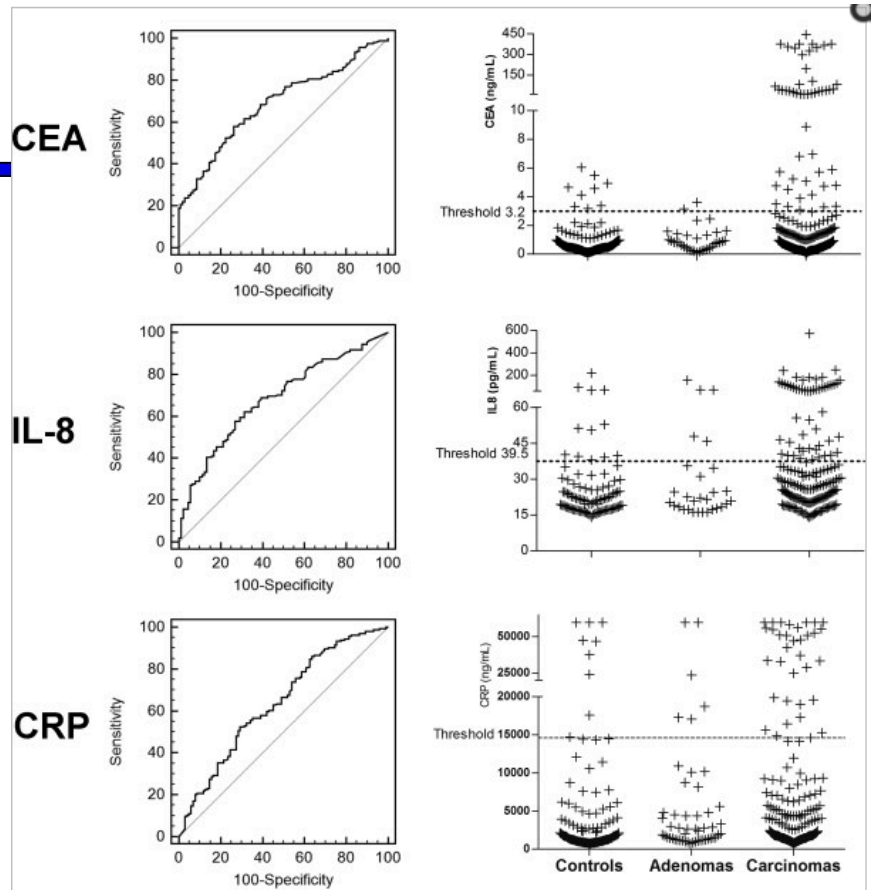 CEA
Sensitivity
100
80
60
40
20
0
0 20 40 60 80 100
100-Specificity
CEA (ng/mL)
450
300
150
10
8
6
4
2
0
Threshold 3.2
IL-8
Sensitivity
100
80
60
40
20
0
0 20 40 60 80 100
100-Specificity
IL8 (pg/mL)
600
400
200
60
45
30
15
0
Threshold 39.5
CRP
Sensitivity
100
80
60
40
20
0
0 20 40 60 80 100
100-Specificity
CRP (ng/mL)
50000
25000
20000
15000
10000
5000
0
Threshold
Controls Adenomas Carcinomas